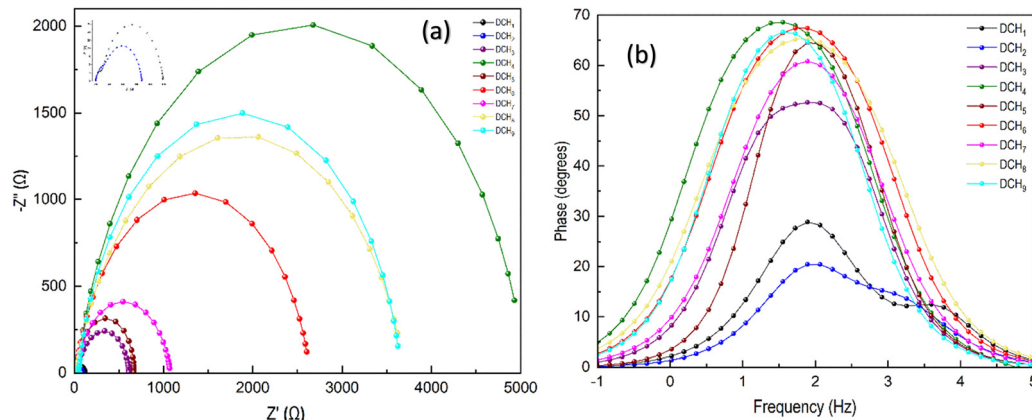 2000
1500
1000
500
0
-Z'' (Ω)
0 1000 2000 3000 4000 5000
Z' (Ω)
(a)
DCH₁
DCH₂
DCH₃
DCH₄
DCH₅
DCH₆
DCH₇
DCH₈
DCH₉
70
60
50
40
30
20
10
0
Phase (degrees)
-1 0 1 2 3 4 5
Frequency (Hz)
(b)
DCH₁
DCH₂
DCH₃
DCH₄
DCH₅
DCH₆
DCH₇
DCH₈
DCH₉